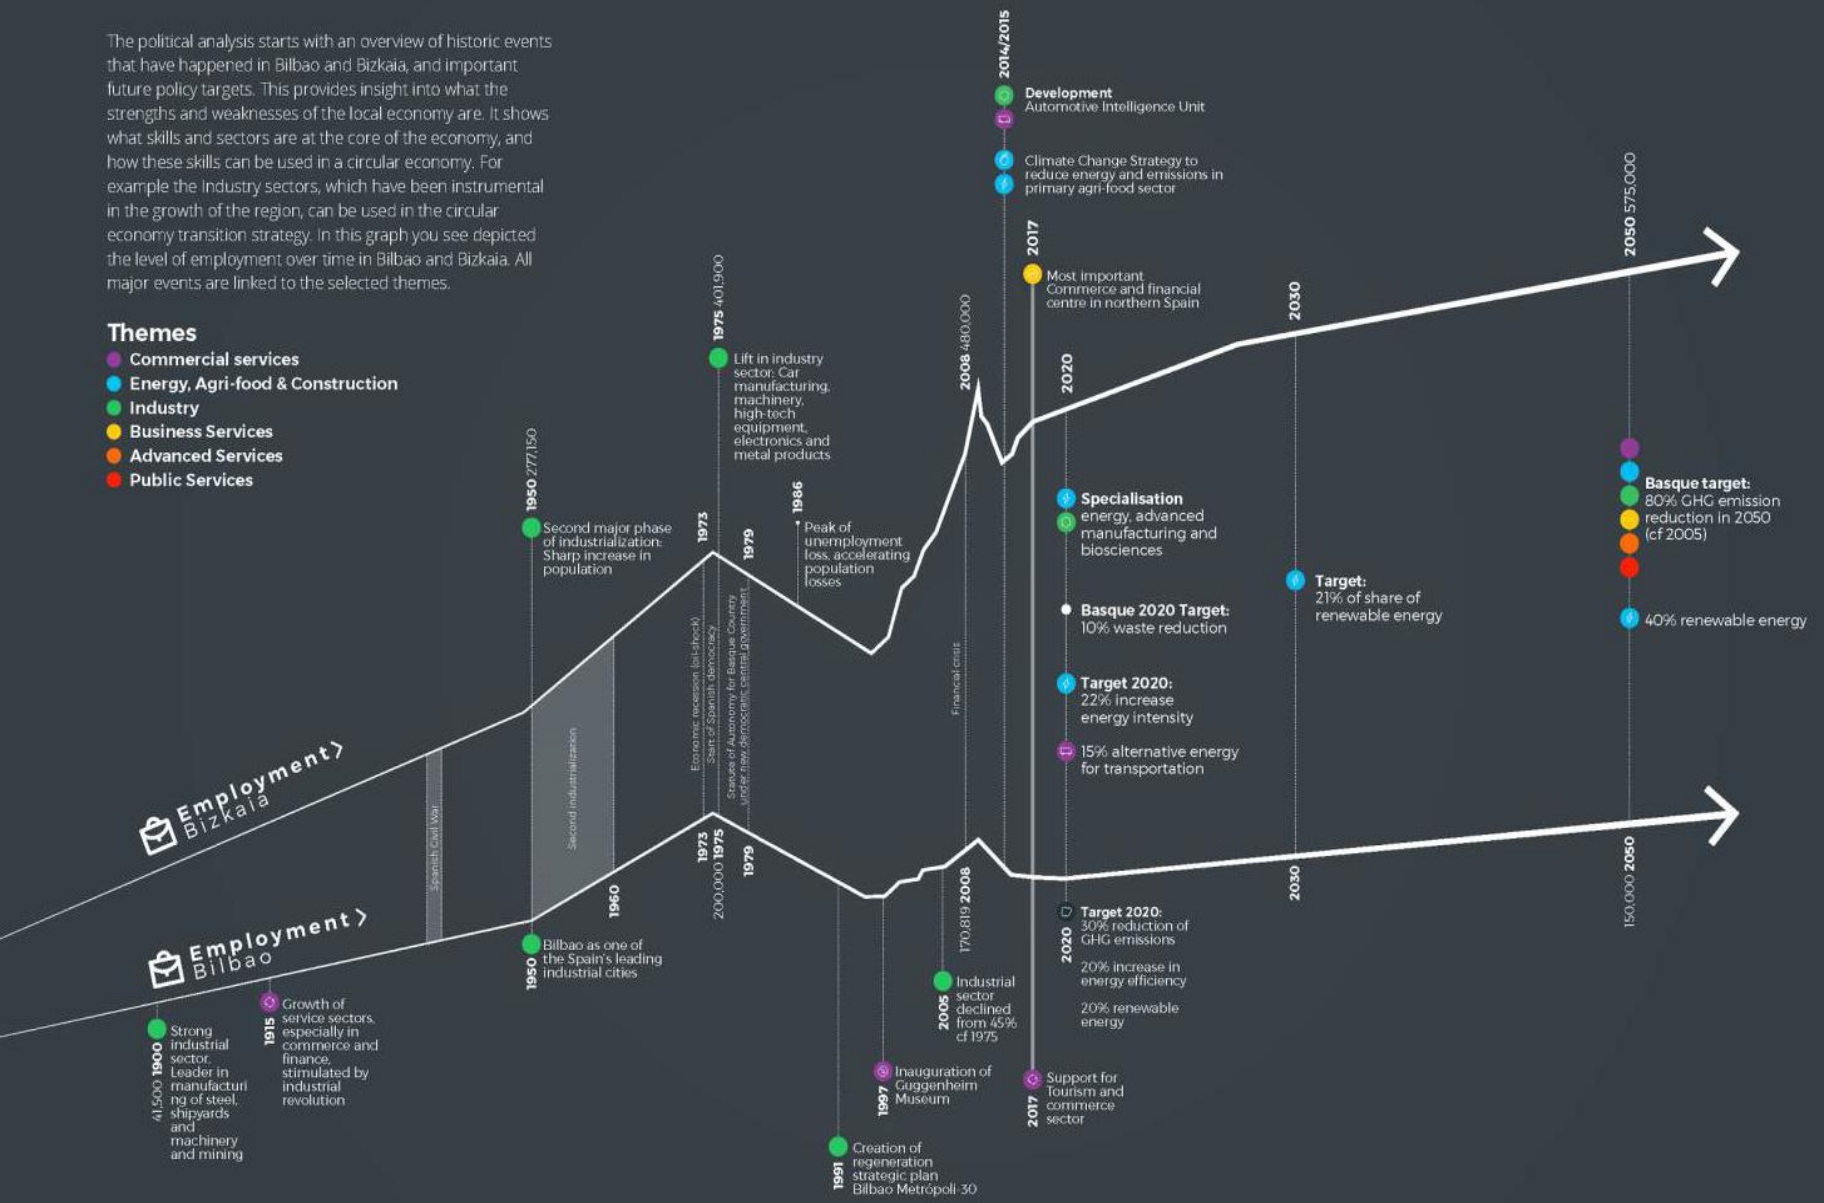 The political analysis starts with an overview of historic events
that have happened in Bilbao and Bizkaia, and important
future policy targets. This provides insight into what the
strengths and weaknesses of the local economy are. It shows
what skills and sectors are at the core of the economy, and
how these skills can be used in a circular economy. For
example the Industry sectors, which have been instrumental
in the growth of the region, can be used in the circular
economy transition strategy. In this graph you see depicted
the level of employment over time in Bilbao and Bizkaia. All
major events are linked to the selected themes.
Themes
Commercial services
Energy, Agri-food & Construction
Industry
Business Services
Advanced Services
Public Services
Employment
Bizkaia
Employment
Bilbao
41,500 1900
Strong
industrial
sector.
Leader in
manufacturi
ng of steel,
shipyards
and
machinery
and mining
1915
Growth of
service sectors,
especially in
commerce and
finance,
stimulated by
industrial
revolution
Spanish Civil War
1950 277,150
Second major phase
of industrialization:
Sharp increase in
population
Second industrialization
1950
Bilbao as one of
the Spain's leading
industrial cities
1960
1975 401,900
Lift in industry
sector: Car
manufacturing,
machinery,
high-tech
equipment,
electronics and
metal products
1973
1979
Economic recession (oil-shock)
Start of Spanish democracy
Statute of Autonomy for Basque Country
under new democratic central government
1973
200,000 1975
1979
1986
Peak of
unemployment
loss, accelerating
population
losses
1991
Creation of
regeneration
strategic plan
Bilbao Metrópoli-30
1997
Inauguration of
Guggenheim
Museum
2005
Industrial
sector
declined
from 45%
cf 1975
2008 480,000
Financial crisis
170,819 2008
2014/2015
Development
Automotive Intelligence Unit
Climate Change Strategy to
reduce energy and emissions in
primary agri-food sector
2017
Most important
Commerce and financial
centre in northern Spain
2017
Support for
Tourism and
commerce
sector
2020
Specialisation
energy, advanced
manufacturing and
biosciences
Basque 2020 Target:
10% waste reduction
Target 2020:
22% increase
energy intensity
15% alternative energy
for transportation
2020
Target 2020:
30% reduction of
GHG emissions
20% increase in
energy efficiency
20% renewable
energy
2030
Target:
21% of share of
renewable energy
2030
2050 575,000
Basque target:
80% GHG emission
reduction in 2050
(cf 2005)
40% renewable energy
150,000 2050